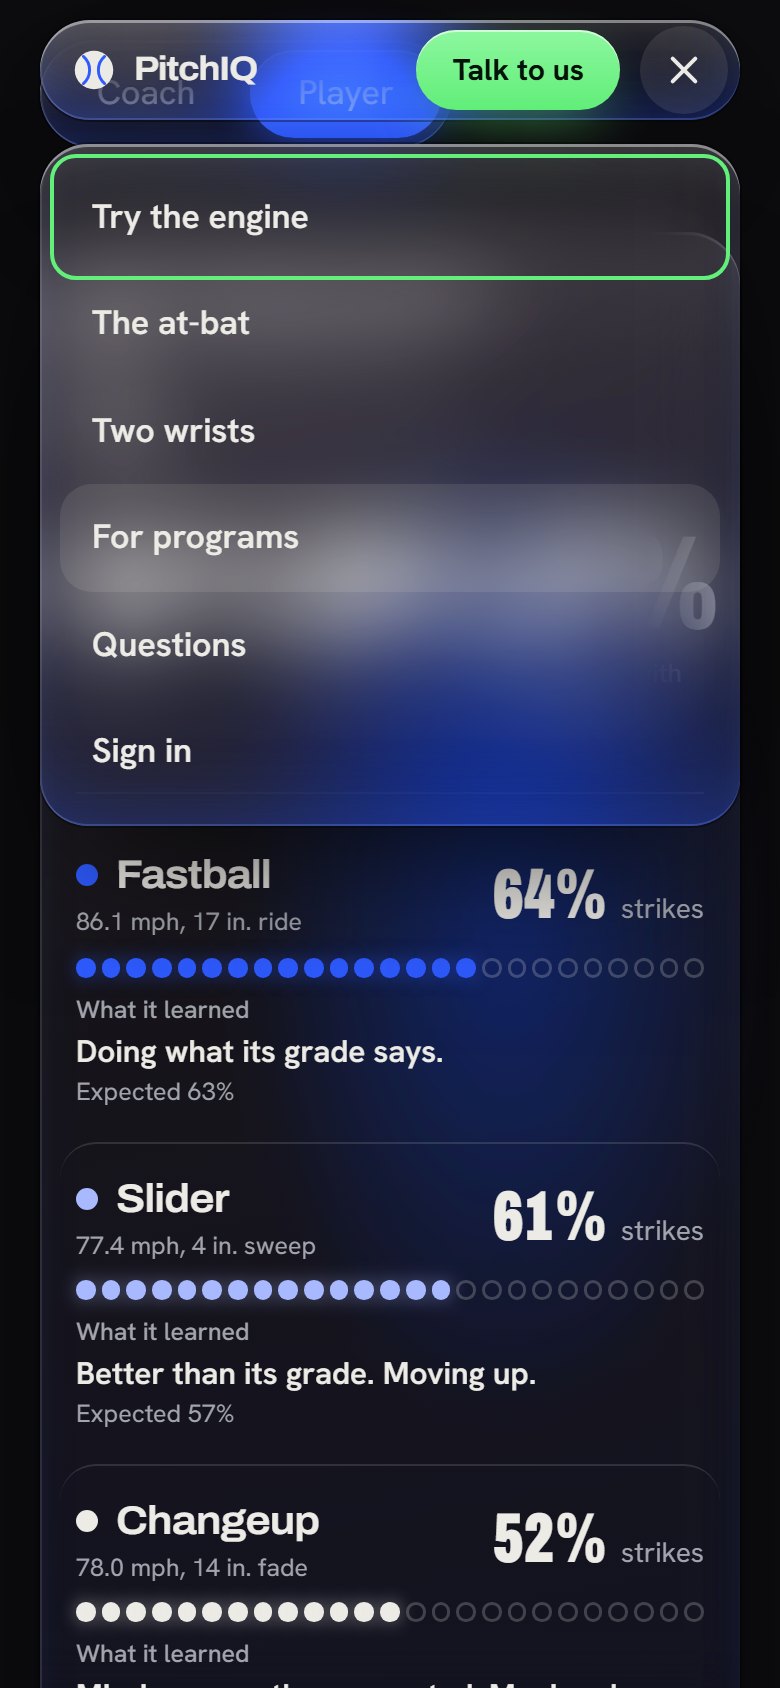 PitchIQ
Talk to us
Coach
Player
Try the engine
The at-bat
Two wrists
For programs
%
Questions
Sign in
Fastball
64% strikes
86.1 mph, 17 in. ride
What it learned
Doing what its grade says.
Expected 63%
Slider
61% strikes
77.4 mph, 4 in. sweep
What it learned
Better than its grade. Moving up.
Expected 57%
Changeup
52% strikes
78.0 mph, 14 in. fade
What it learned